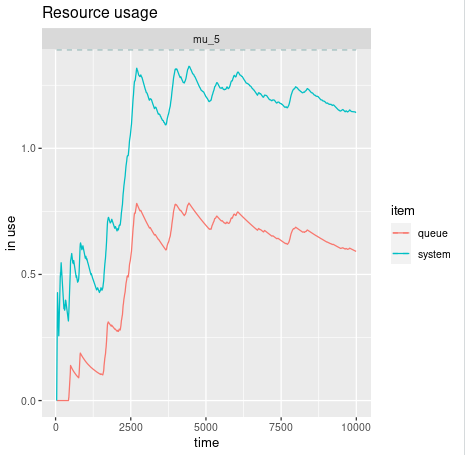 Resource usage
mu_5
in use
1.0
0.5
0.0
0
2500
5000
7500
10000
time
item
queue
system